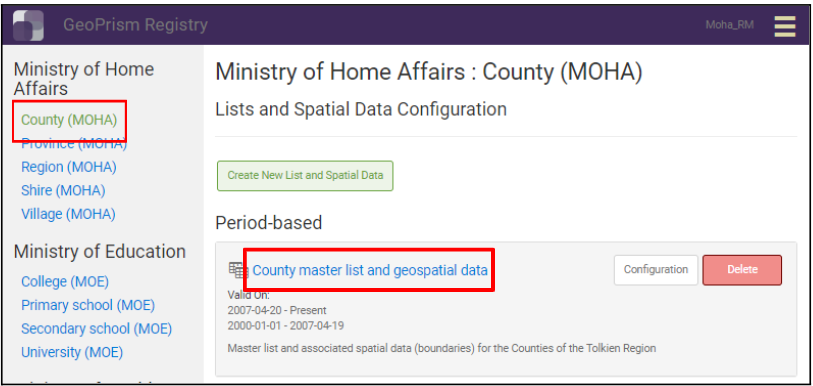 GeoPrism Registry
Moha_RM
Ministry of Home
Affairs
County (MOHA)
Province (MOHA)
Region (MOHA)
Shire (MOHA)
Village (MOHA)
Ministry of Education
College (MOE)
Primary school (MOE)
Secondary school (MOE)
University (MOE)
Ministry of Home Affairs : County (MOHA)
Lists and Spatial Data Configuration
Create New List and Spatial Data
Period-based
County master list and geospatial data
Configuration
Delete
Valid On:
2007-04-20 - Present
2000-01-01 - 2007-04-19
Master list and associated spatial data (boundaries) for the Counties of the Tolkien Region